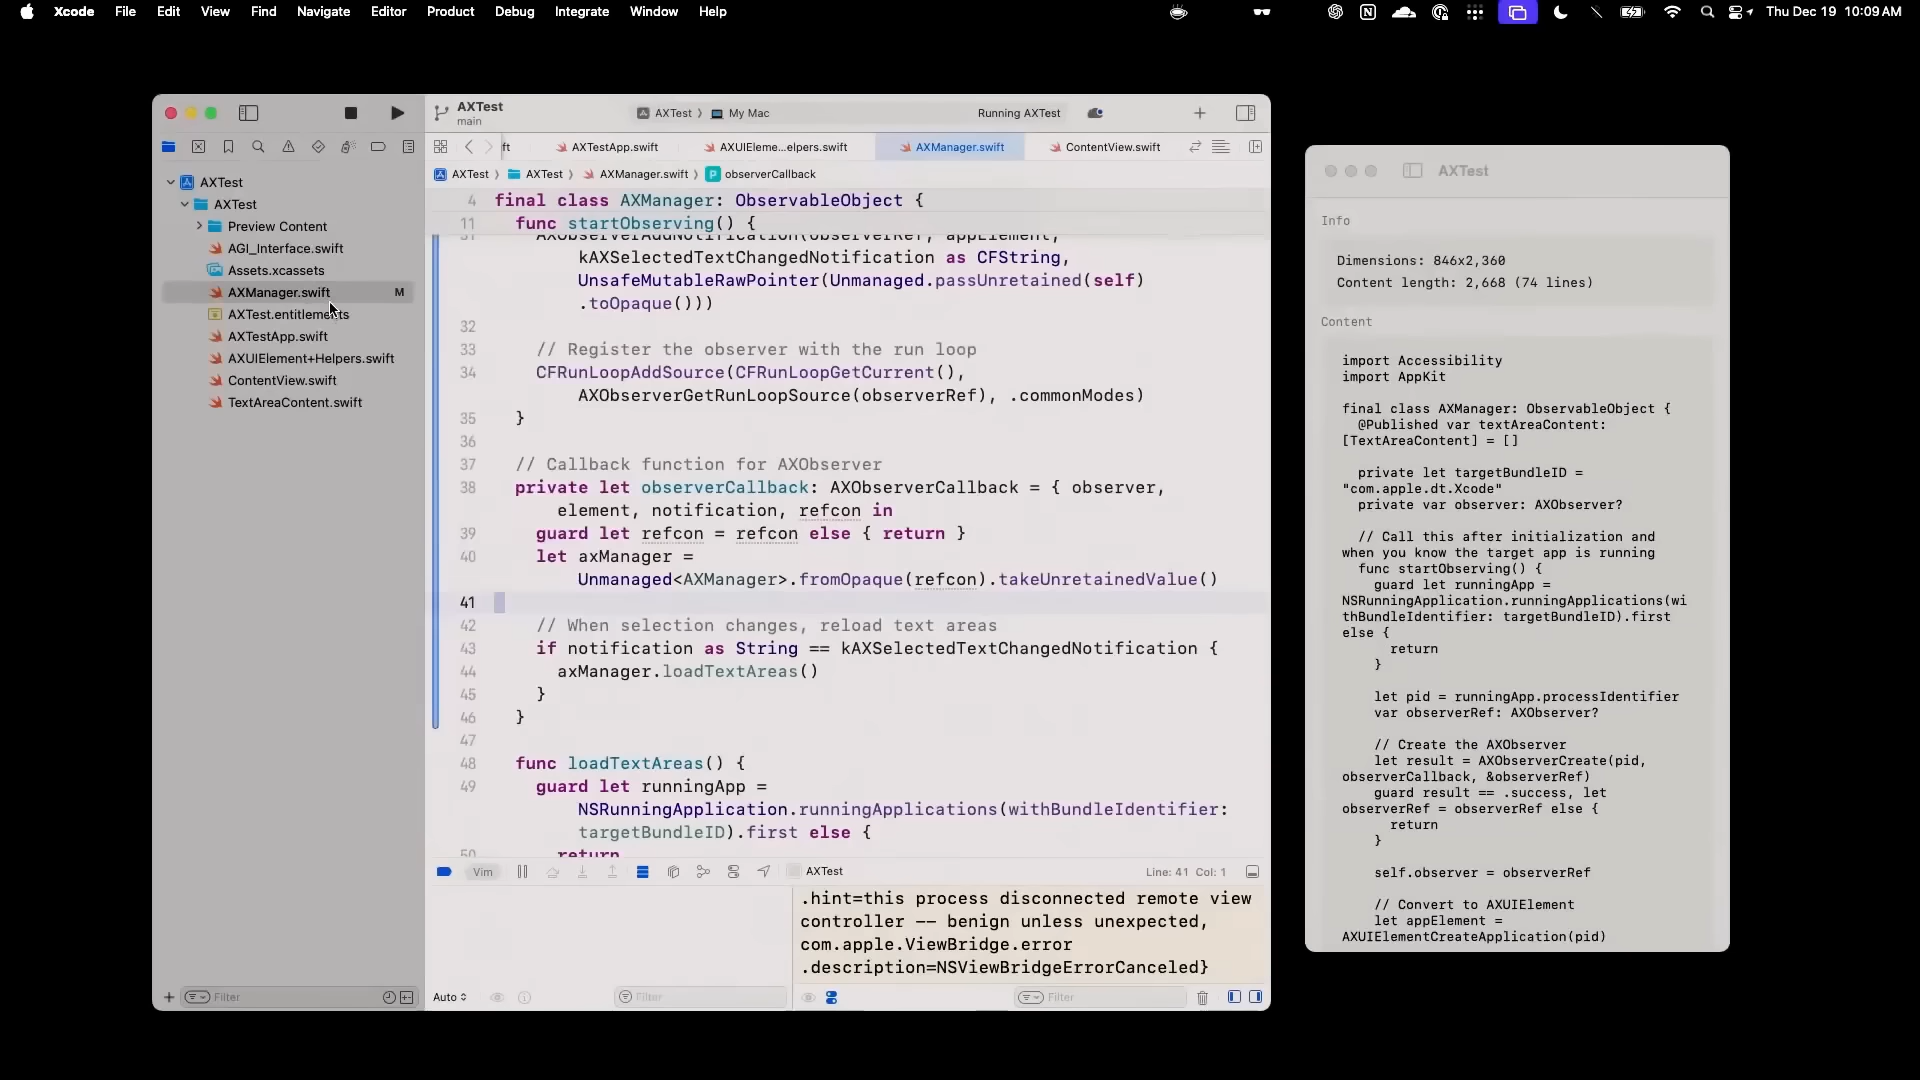 Xcode File Edit View Find Navigate Editor Product Debug Integrate Window Help
Thu Dec 19 10:09 AM
AXTest
main
AXTest 〉 My Mac
Running AXTest
ft
AXTestApp.swift
AXUIEleme...elpers.swift
AXManager.swift
ContentView.swift
AXTest 〉 AXTest 〉 AXManager.swift 〉 P observerCallback
AXTest
AXTest
Preview Content
AGI_Interface.swift
Assets.xcassets
AXManager.swift M
AXTest.entitlements
AXTestApp.swift
AXUIElement+Helpers.swift
ContentView.swift
TextAreaContent.swift
Filter
4 final class AXManager: ObservableObject {
11 func startObserving() {
31 AXObserverAddNotification(observerRef, appElement,
kAXSelectedTextChangedNotification as CFString,
UnsafeMutableRawPointer(Unmanaged.passUnretained(self)
.toOpaque()))
32
33 // Register the observer with the run loop
34 CFRunLoopAddSource(CFRunLoopGetCurrent(),
AXObserverGetRunLoopSource(observerRef), .commonModes)
35 }
36
37 // Callback function for AXObserver
38 private let observerCallback: AXObserverCallback = { observer,
element, notification, refcon in
39 guard let refcon = refcon else { return }
40 let axManager =
Unmanaged<AXManager>.fromOpaque(refcon).takeUnretainedValue()
41
42 // When selection changes, reload text areas
43 if notification as String == kAXSelectedTextChangedNotification {
44 axManager.loadTextAreas()
45 }
46 }
47
48 func loadTextAreas() {
49 guard let runningApp =
NSRunningApplication.runningApplications(withBundleIdentifier:
targetBundleID).first else {
50 return
Vim
AXTest
Line: 41 Col: 1
.hint=this process disconnected remote view
controller -- benign unless unexpected,
com.apple.ViewBridge.error
.description=NSViewBridgeErrorCanceled}
Auto
Filter
Filter
AXTest
Info
Dimensions: 846x2,360
Content length: 2,668 (74 lines)
Content
import Accessibility
import AppKit
final class AXManager: ObservableObject {
@Published var textAreaContent:
[TextAreaContent] = []
private let targetBundleID =
"com.apple.dt.Xcode"
private var observer: AXObserver?
// Call this after initialization and
when you know the target app is running
func startObserving() {
guard let runningApp =
NSRunningApplication.runningApplications(wi
thBundleIdentifier: targetBundleID).first
else {
return
}
let pid = runningApp.processIdentifier
var observerRef: AXObserver?
// Create the AXObserver
let result = AXObserverCreate(pid,
observerCallback, &observerRef)
guard result == .success, let
observerRef = observerRef else {
return
}
self.observer = observerRef
// Convert to AXUIElement
let appElement =
AXUIElementCreateApplication(pid)